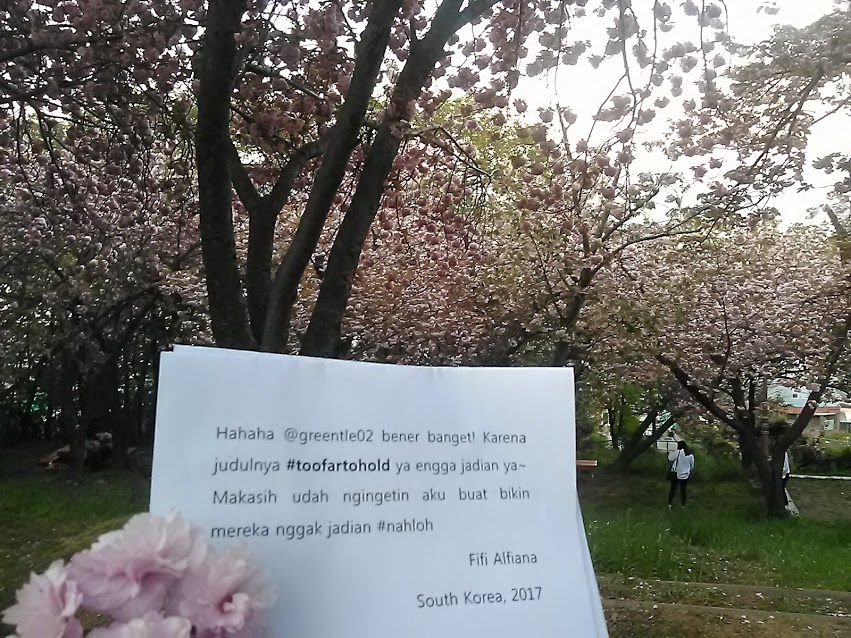 Hahaha @greentle02 bener banget! Karena
judulnya #toofartohold ya engga jadian ya~
Makasih udah ngingetin aku buat bikin
mereka nggak jadian #nahloh
Fifi Alfiana
South Korea, 2017